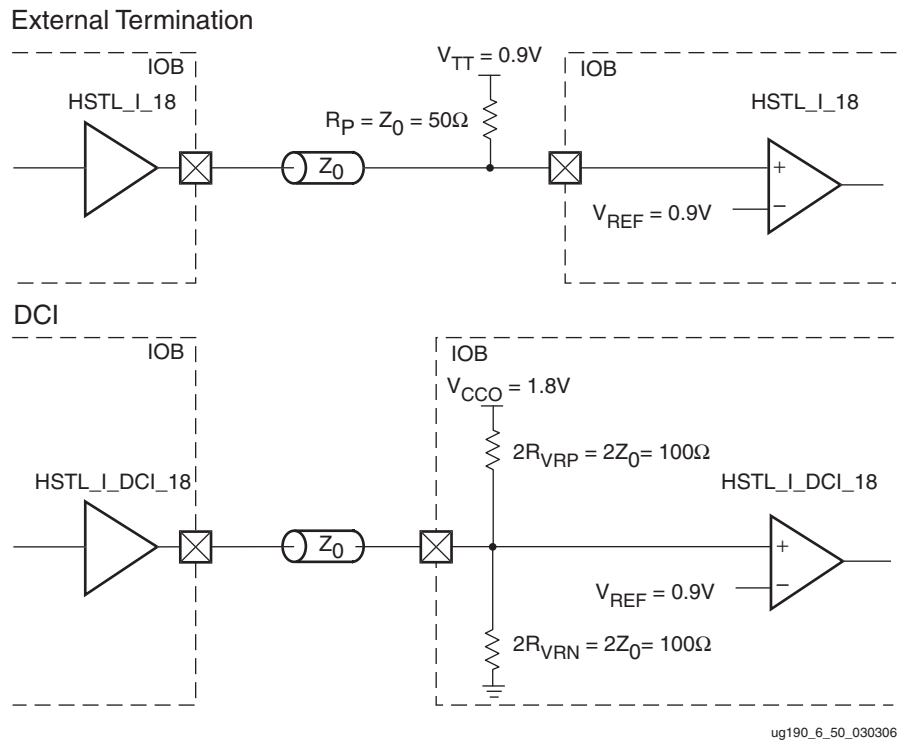 External Termination
IOB
HSTL_I_18
V_TT = 0.9V
R_P = Z_0 = 50Ω
Z_0
IOB
HSTL_I_18
+
−
V_REF = 0.9V
DCI
IOB
HSTL_I_DCI_18
Z_0
IOB
V_CCO = 1.8V
2R_VRP = 2Z_0= 100Ω
HSTL_I_DCI_18
+
−
V_REF = 0.9V
2R_VRN = 2Z_0= 100Ω
ug190_6_50_030306